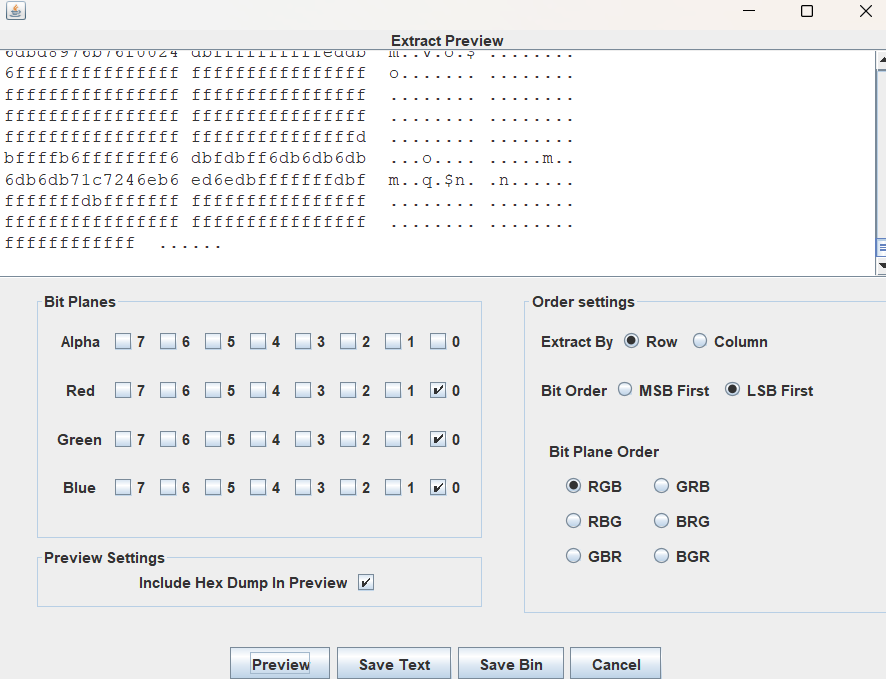 Extract Preview
6dbd8976b76f0024 dbffffffffffeddb m..v.o.$ ........
6fffffffffffffff ffffffffffffffff o....... ........
ffffffffffffffff ffffffffffffffff ........ ........
ffffffffffffffff ffffffffffffffff ........ ........
ffffffffffffffff fffffffffffffffd ........ ........
bffffb6ffffffff6 dbfdbff6db6db6db ...o.... .....m..
6db6db71c7246eb6 ed6edbfffffffdbf m..q.$n. .n......
fffffffdbfffffff ffffffffffffffff ........ ........
ffffffffffffffff ffffffffffffffff ........ ........
ffffffffffff ......
Bit Planes
Alpha 7 6 5 4 3 2 1 0
Red 7 6 5 4 3 2 1 0
Green 7 6 5 4 3 2 1 0
Blue 7 6 5 4 3 2 1 0
Preview Settings
Include Hex Dump In Preview
Order settings
Extract By Row Column
Bit Order MSB First LSB First
Bit Plane Order
RGB GRB
RBG BRG
GBR BGR
Preview Save Text Save Bin Cancel